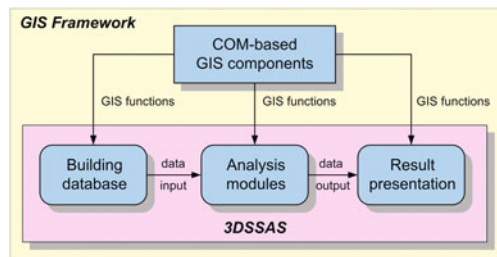 GIS Framework
COM-based
GIS components
GIS functions
GIS functions
GIS functions
Building
database
data
input
Analysis
modules
data
output
Result
presentation
3DSSAS